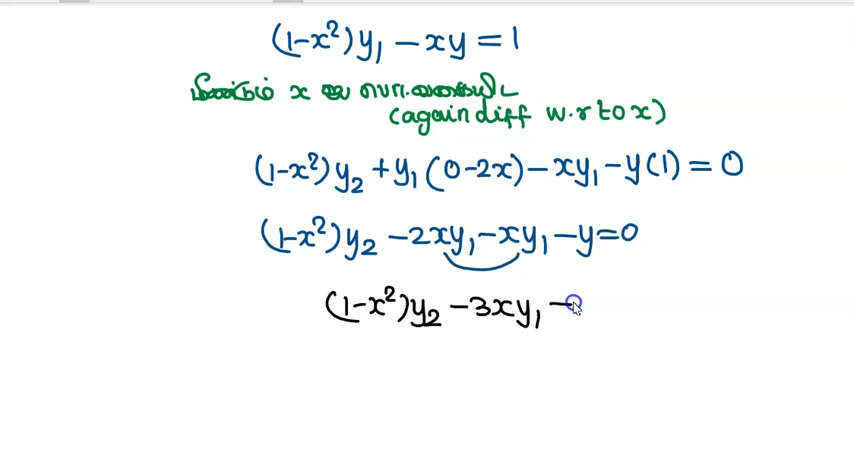 (1-x²)y₁ - xy = 1
x
(again diff w.r to x)
(1-x²)y₂ + y₁(0-2x) - xy₁ - y(1) = 0
(1-x²)y₂ - 2xy₁ - xy₁ - y = 0
(1-x²)y₂ - 3xy₁ -